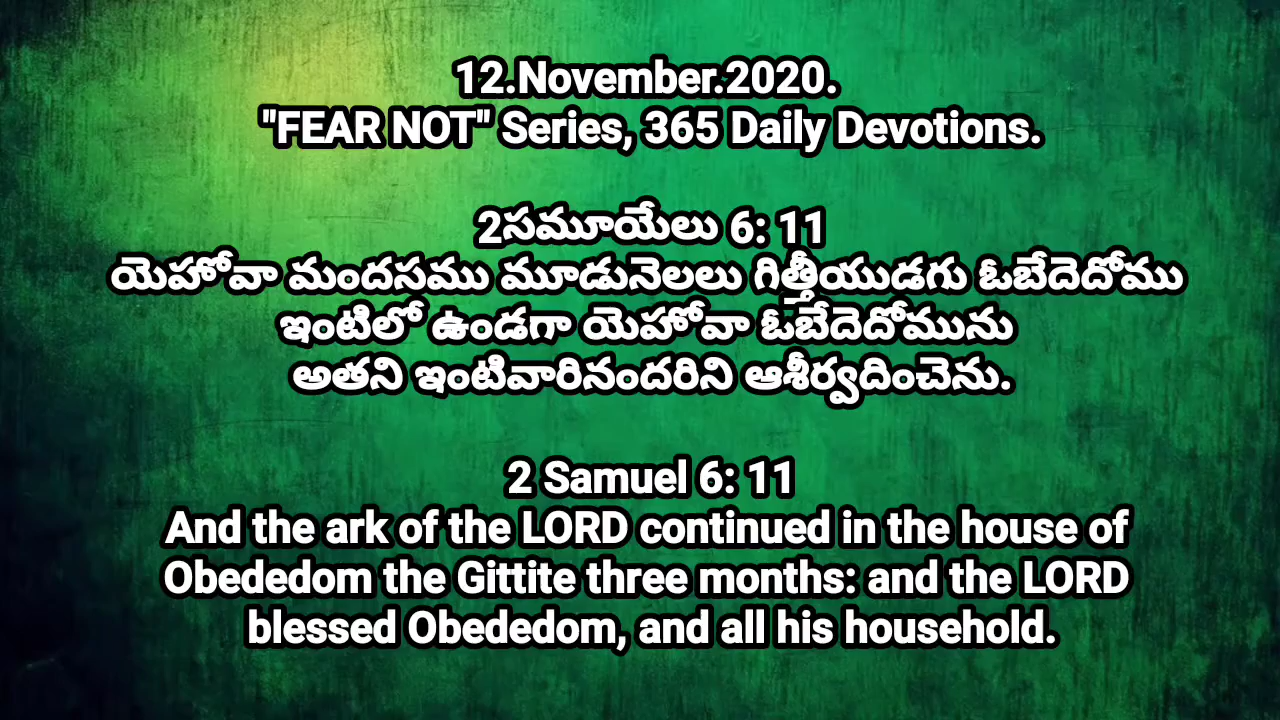 12.November.2020.
"FEAR NOT" Series, 365 Daily Devotions.
2సమూయేలు 6: 11
యెహోవా మందసము మూడునెలలు గిత్తీయుడగు ఓబేదెదోము
ఇంటిలో ఉండగా యెహోవా ఓబేదెదోమును
అతని ఇంటివారినందరిని ఆశీర్వదించెను.
2 Samuel 6: 11
And the ark of the LORD continued in the house of
Obededom the Gittite three months: and the LORD
blessed Obededom, and all his household.